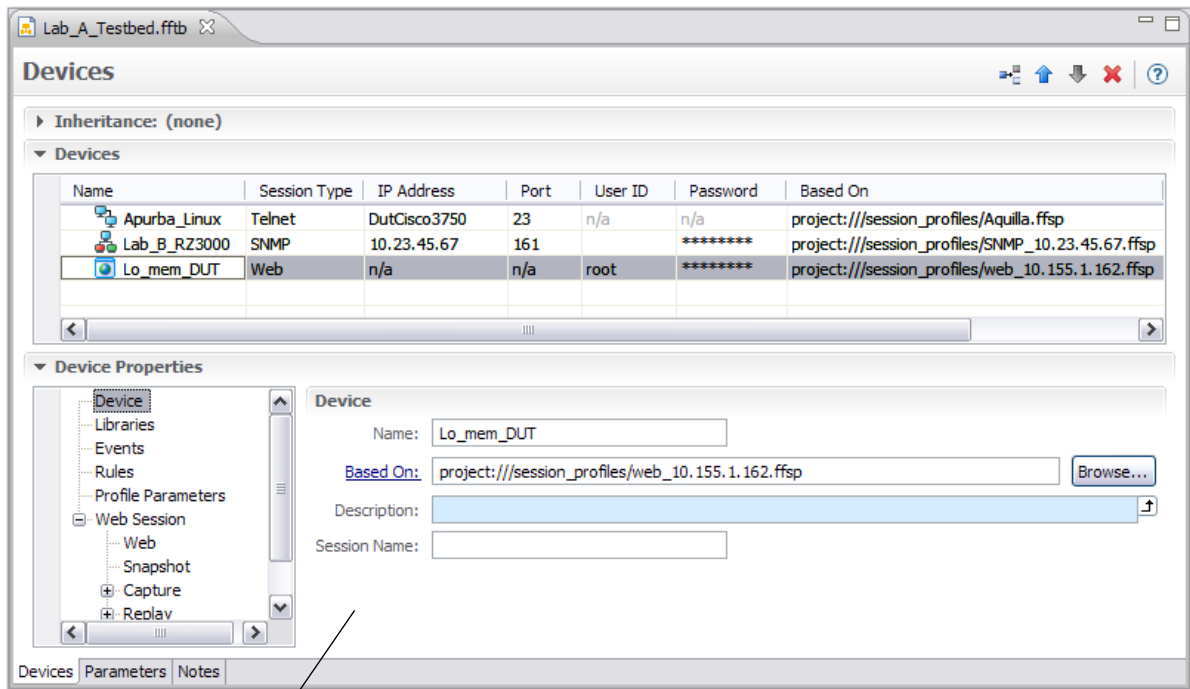 Lab_A_Testbed.fftb
Devices
Inheritance: (none)
Devices
Name Session Type IP Address Port User ID Password Based On
Apurba_Linux Telnet DutCisco3750 23 n/a n/a project:///session_profiles/Aquilla.ffsp
Lab_B_RZ3000 SNMP 10.23.45.67 161 ******** project:///session_profiles/SNMP_10.23.45.67.ffsp
Lo_mem_DUT Web n/a n/a root ******** project:///session_profiles/web_10.155.1.162.ffsp
Device Properties
Device
Libraries
Events
Rules
Profile Parameters
Web Session
Web
Snapshot
Capture
Replay
Device
Name: Lo_mem_DUT
Based On: project:///session_profiles/web_10.155.1.162.ffsp Browse...
Description:
Session Name:
Devices Parameters Notes